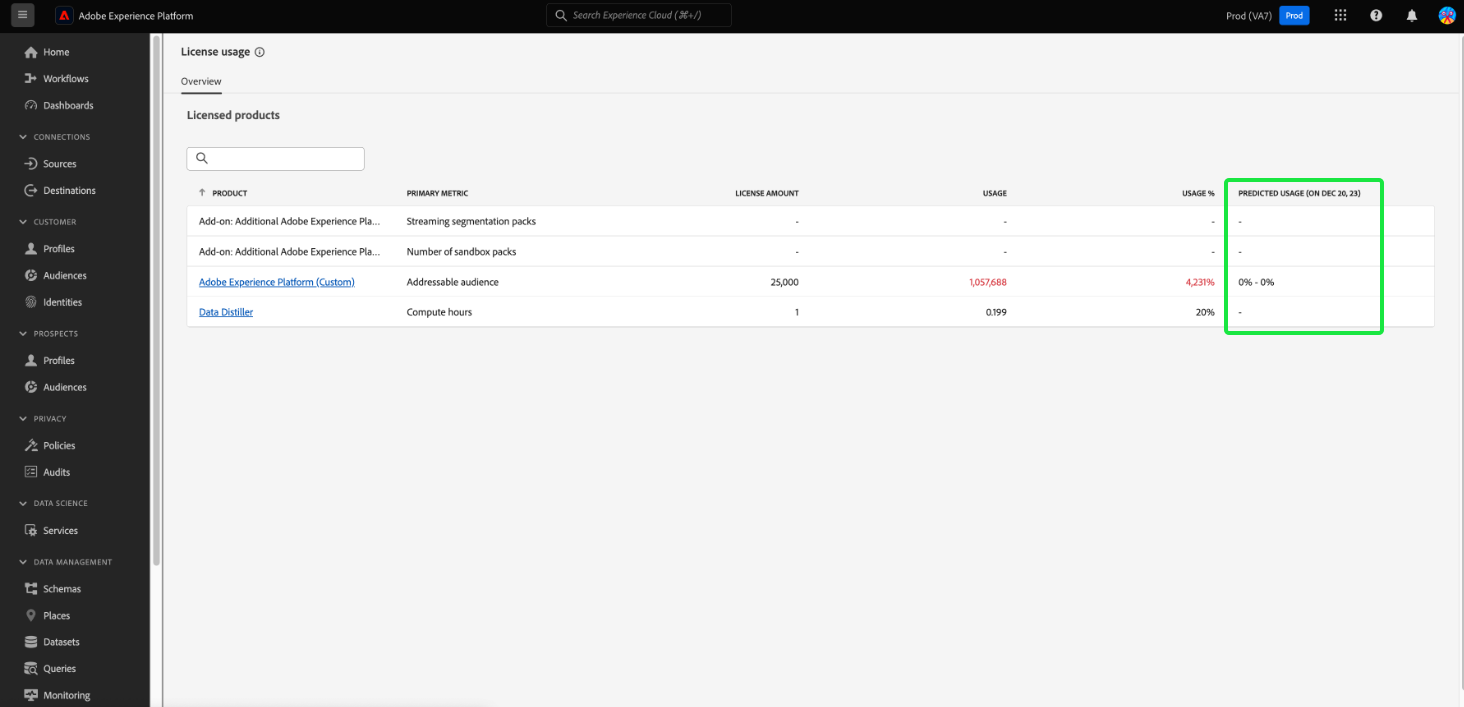 Adobe Experience Platform
Search Experience Cloud (⌘+/)
Prod (VA7) Prod
Home
Workflows
Dashboards
CONNECTIONS
Sources
Destinations
CUSTOMER
Profiles
Audiences
Identities
PROSPECTS
Profiles
Audiences
PRIVACY
Policies
Audits
DATA SCIENCE
Services
DATA MANAGEMENT
Schemas
Places
Datasets
Queries
Monitoring
License usage
Overview
Licensed products
PRODUCT PRIMARY METRIC LICENSE AMOUNT USAGE USAGE % PREDICTED USAGE (ON DEC 20, 23)
Add-on: Additional Adobe Experience Pla... Streaming segmentation packs - - - -
Add-on: Additional Adobe Experience Pla... Number of sandbox packs - - - -
Adobe Experience Platform (Custom) Addressable audience 25,000 1,057,688 4,231% 0% - 0%
Data Distiller Compute hours 1 0.199 20% -